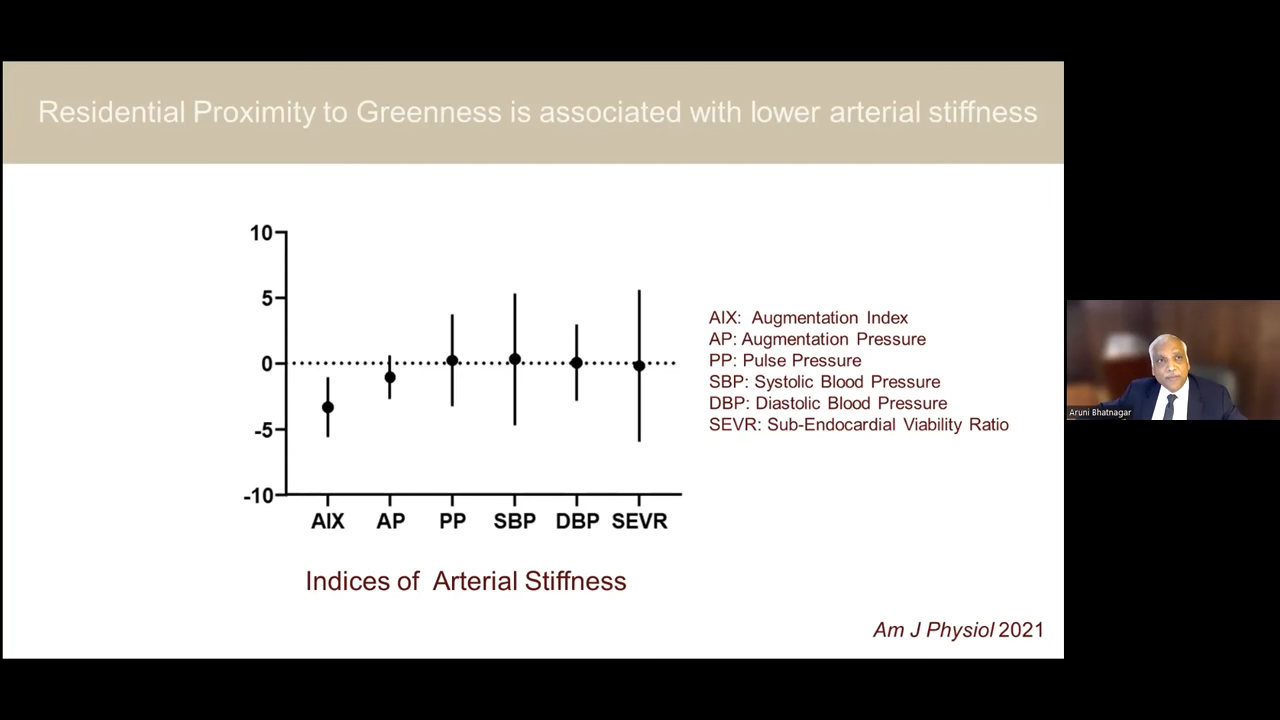 Residential Proximity to Greenness is associated with lower arterial stiffness
10
5
0
-5
-10
AIX AP PP SBP DBP SEVR
Indices of Arterial Stiffness
AIX: Augmentation Index
AP: Augmentation Pressure
PP: Pulse Pressure
SBP: Systolic Blood Pressure
DBP: Diastolic Blood Pressure
SEVR: Sub-Endocardial Viability Ratio
Am J Physiol 2021
Aruni Bhatnagar